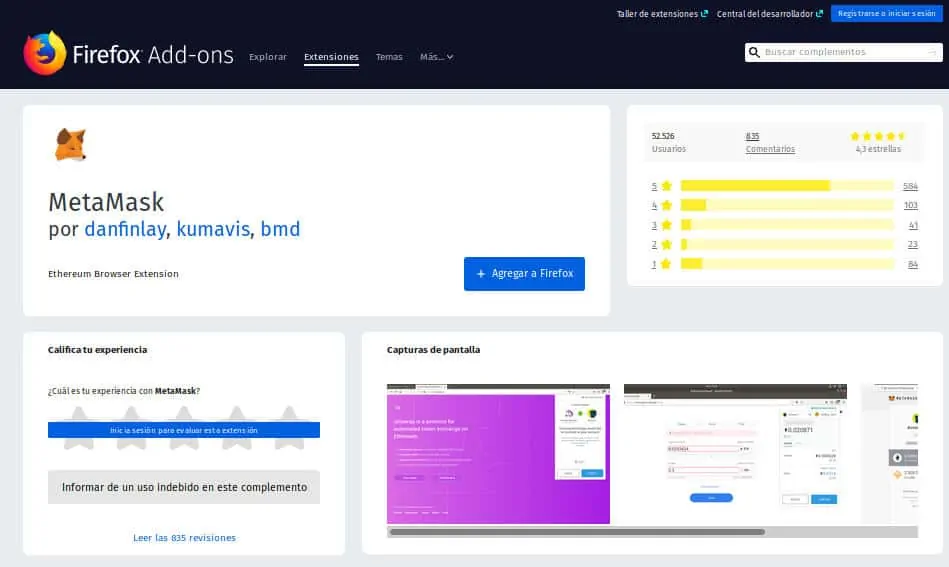 Taller de extensiones Central del desarrollador Registrarse o iniciar sesión
Firefox Add-ons Explorar Extensiones Temas Más... Buscar complementos
MetaMask
por danfinlay, kumavis, bmd
Ethereum Browser Extension
Agregar a Firefox
52.526 835
Usuarios Comentarios 4,3 estrellas
5 584
4 103
3 41
2 23
1 84
Califica tu experiencia
¿Cuál es tu experiencia con MetaMask?
Inicia sesión para evaluar esta extensión
Informar de un uso indebido en este complemento
Leer las 835 revisiones
Capturas de pantalla